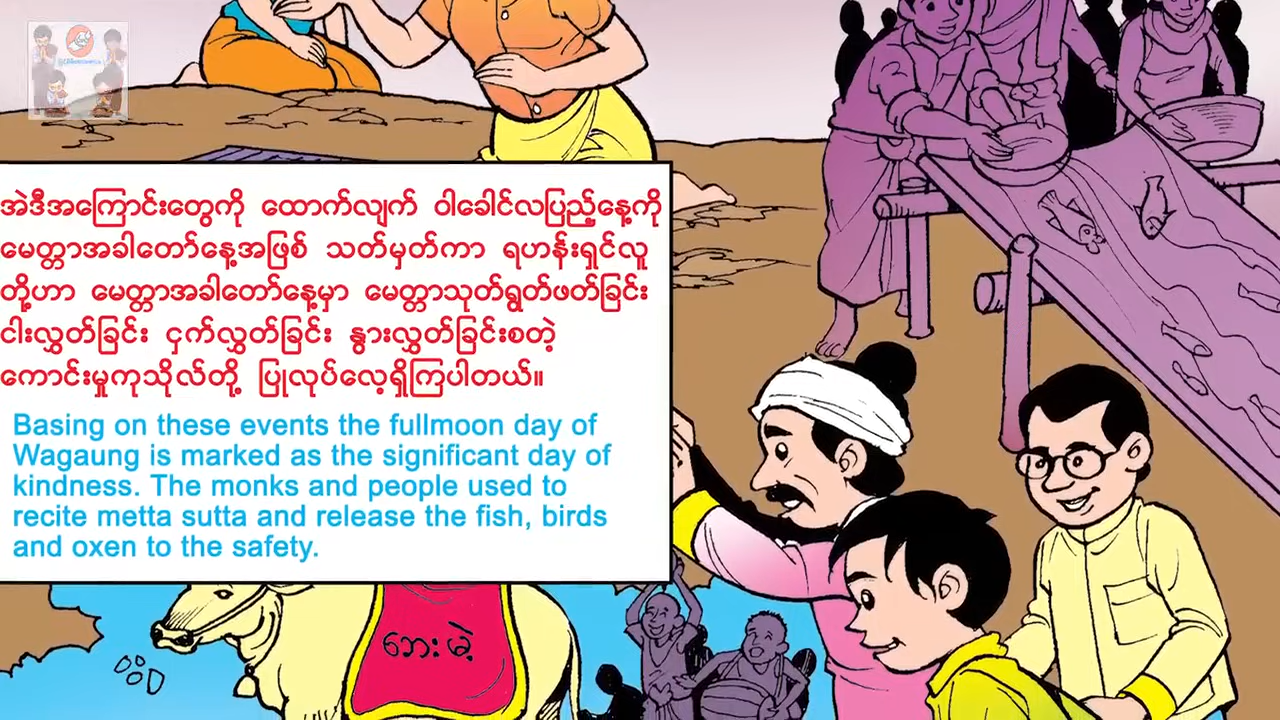 အဲဒီအကြောင်းတွေကို ထောက်လျက် ဝါခေါင်လပြည့်နေ့ကို
မေတ္တာအခါတော်နေ့အဖြစ် သတ်မှတ်ကာ ရဟန်းရှင်လူ
တို့ဟာ မေတ္တာအခါတော်နေ့မှာ မေတ္တာသုတ်ရွတ်ဖတ်ခြင်း
ငါးလွှတ်ခြင်း ငှက်လွှတ်ခြင်း နွားလွှတ်ခြင်းစတဲ့
ကောင်းမှုကုသိုလ်တို့ ပြုလုပ်လေ့ရှိကြပါတယ်။
Basing on these events the fullmoon day of
Wagaung is marked as the significant day of
kindness. The monks and people used to
recite metta sutta and release the fish, birds
and oxen to the safety.
ဘေးမဲ့